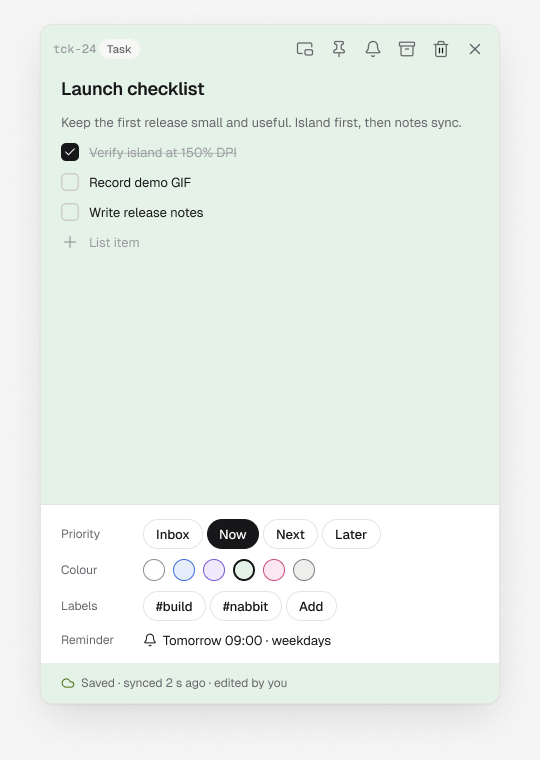 tck-24 Task
Launch checklist
Keep the first release small and useful. Island first, then notes sync.
Verify island at 150% DPI
Record demo GIF
Write release notes
List item
Priority Inbox Now Next Later
Colour
Labels #build #nabbit Add
Reminder Tomorrow 09:00 · weekdays
Saved · synced 2 s ago · edited by you